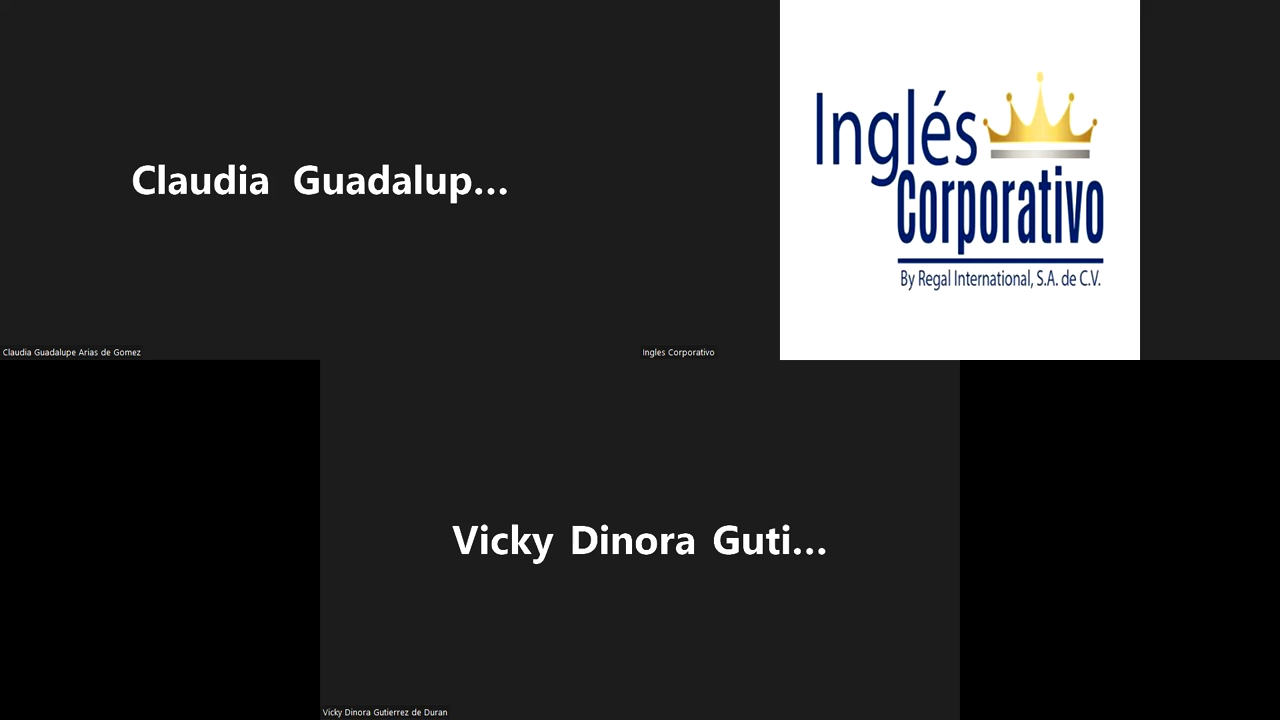 Claudia Guadalup...
Inglés
Corporativo
By Regal International, S.A. de C.V.
Claudia Guadalupe Arias de Gomez
Ingles Corporativo
Vicky Dinora Guti...
Vicky Dinora Gutierrez de Duran